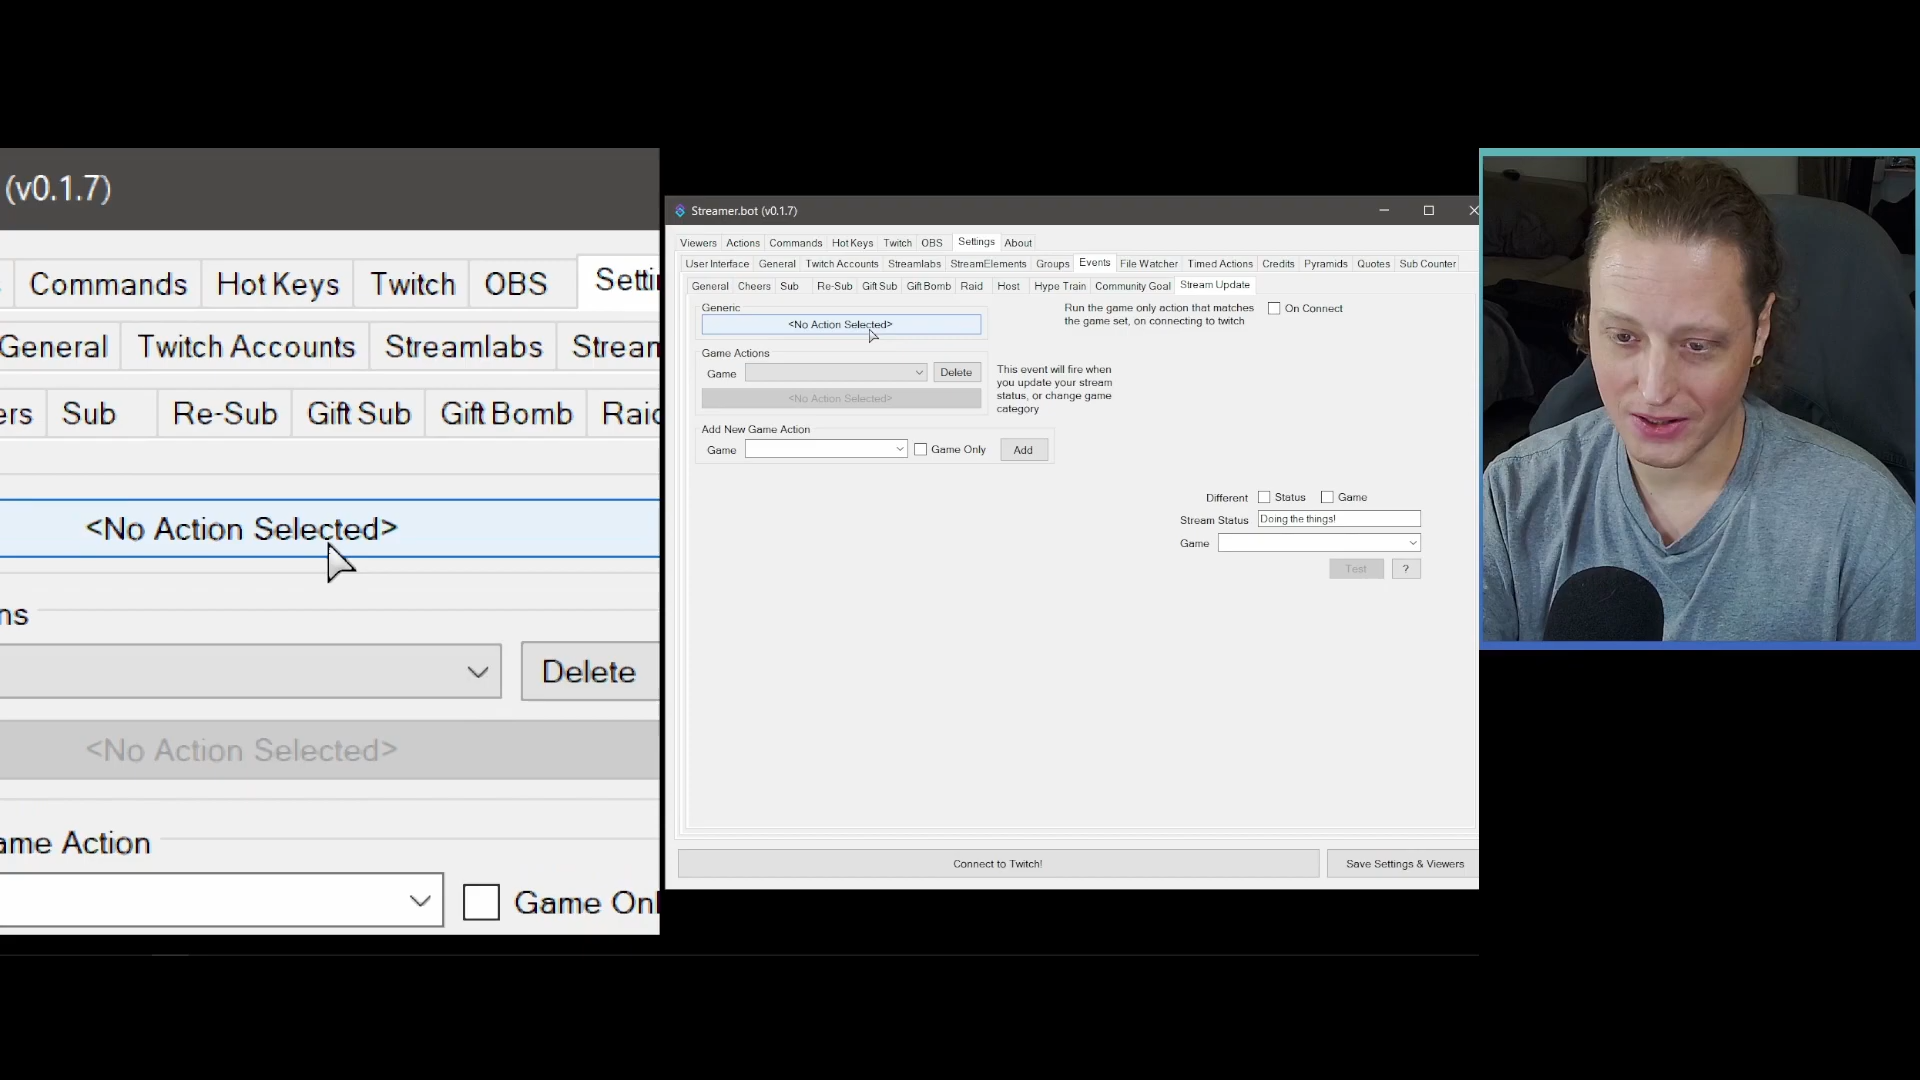 (v0.1.7)
Commands Hot Keys Twitch OBS
General Twitch Accounts Streamlabs
Sub Re-Sub Gift Sub Gift Bomb
<No Action Selected>
Delete
<No Action Selected>
Action
Game
Streamer.bot (v0.1.7)
Viewers Actions Commands Hot Keys Twitch OBS Settings About
User Interface General Twitch Accounts Streamlabs StreamElements Groups Events File Watcher Timed Actions Credits Pyramids Quotes Sub Counter
General Cheers Sub Re-Sub Gift Sub Gift Bomb Raid Host Hype Train Community Goal Stream Update
Generic
<No Action Selected>
Run the game only action that matches
the game set, on connecting to twitch
On Connect
Game Actions
Game Delete
<No Action Selected>
This event will fire when
you update your stream
status, or change game
category
Add New Game Action
Game Game Only Add
Different Status Game
Stream Status Doing the things!
Game
Test ?
Connect to Twitch!
Save Settings & Viewers